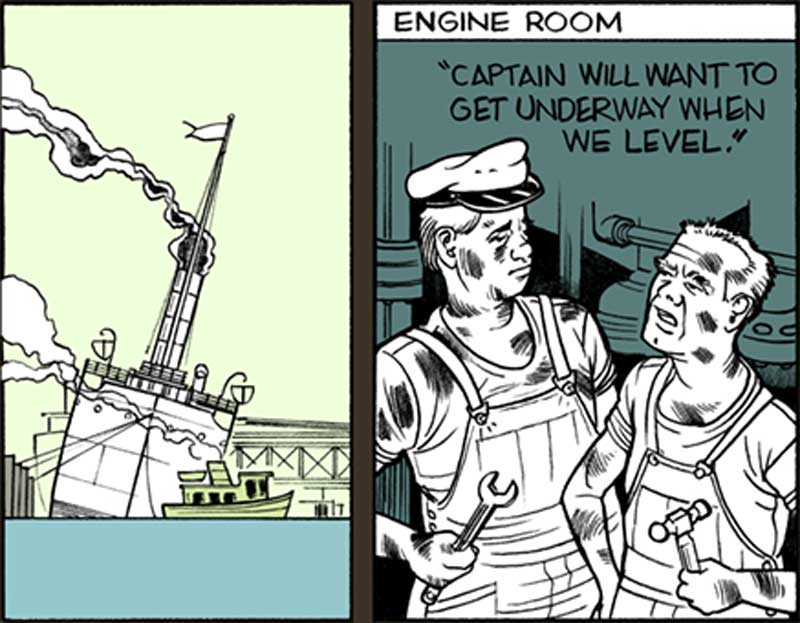 ENGINE ROOM
"CAPTAIN WILL WANT TO
GET UNDERWAY WHEN
WE LEVEL."